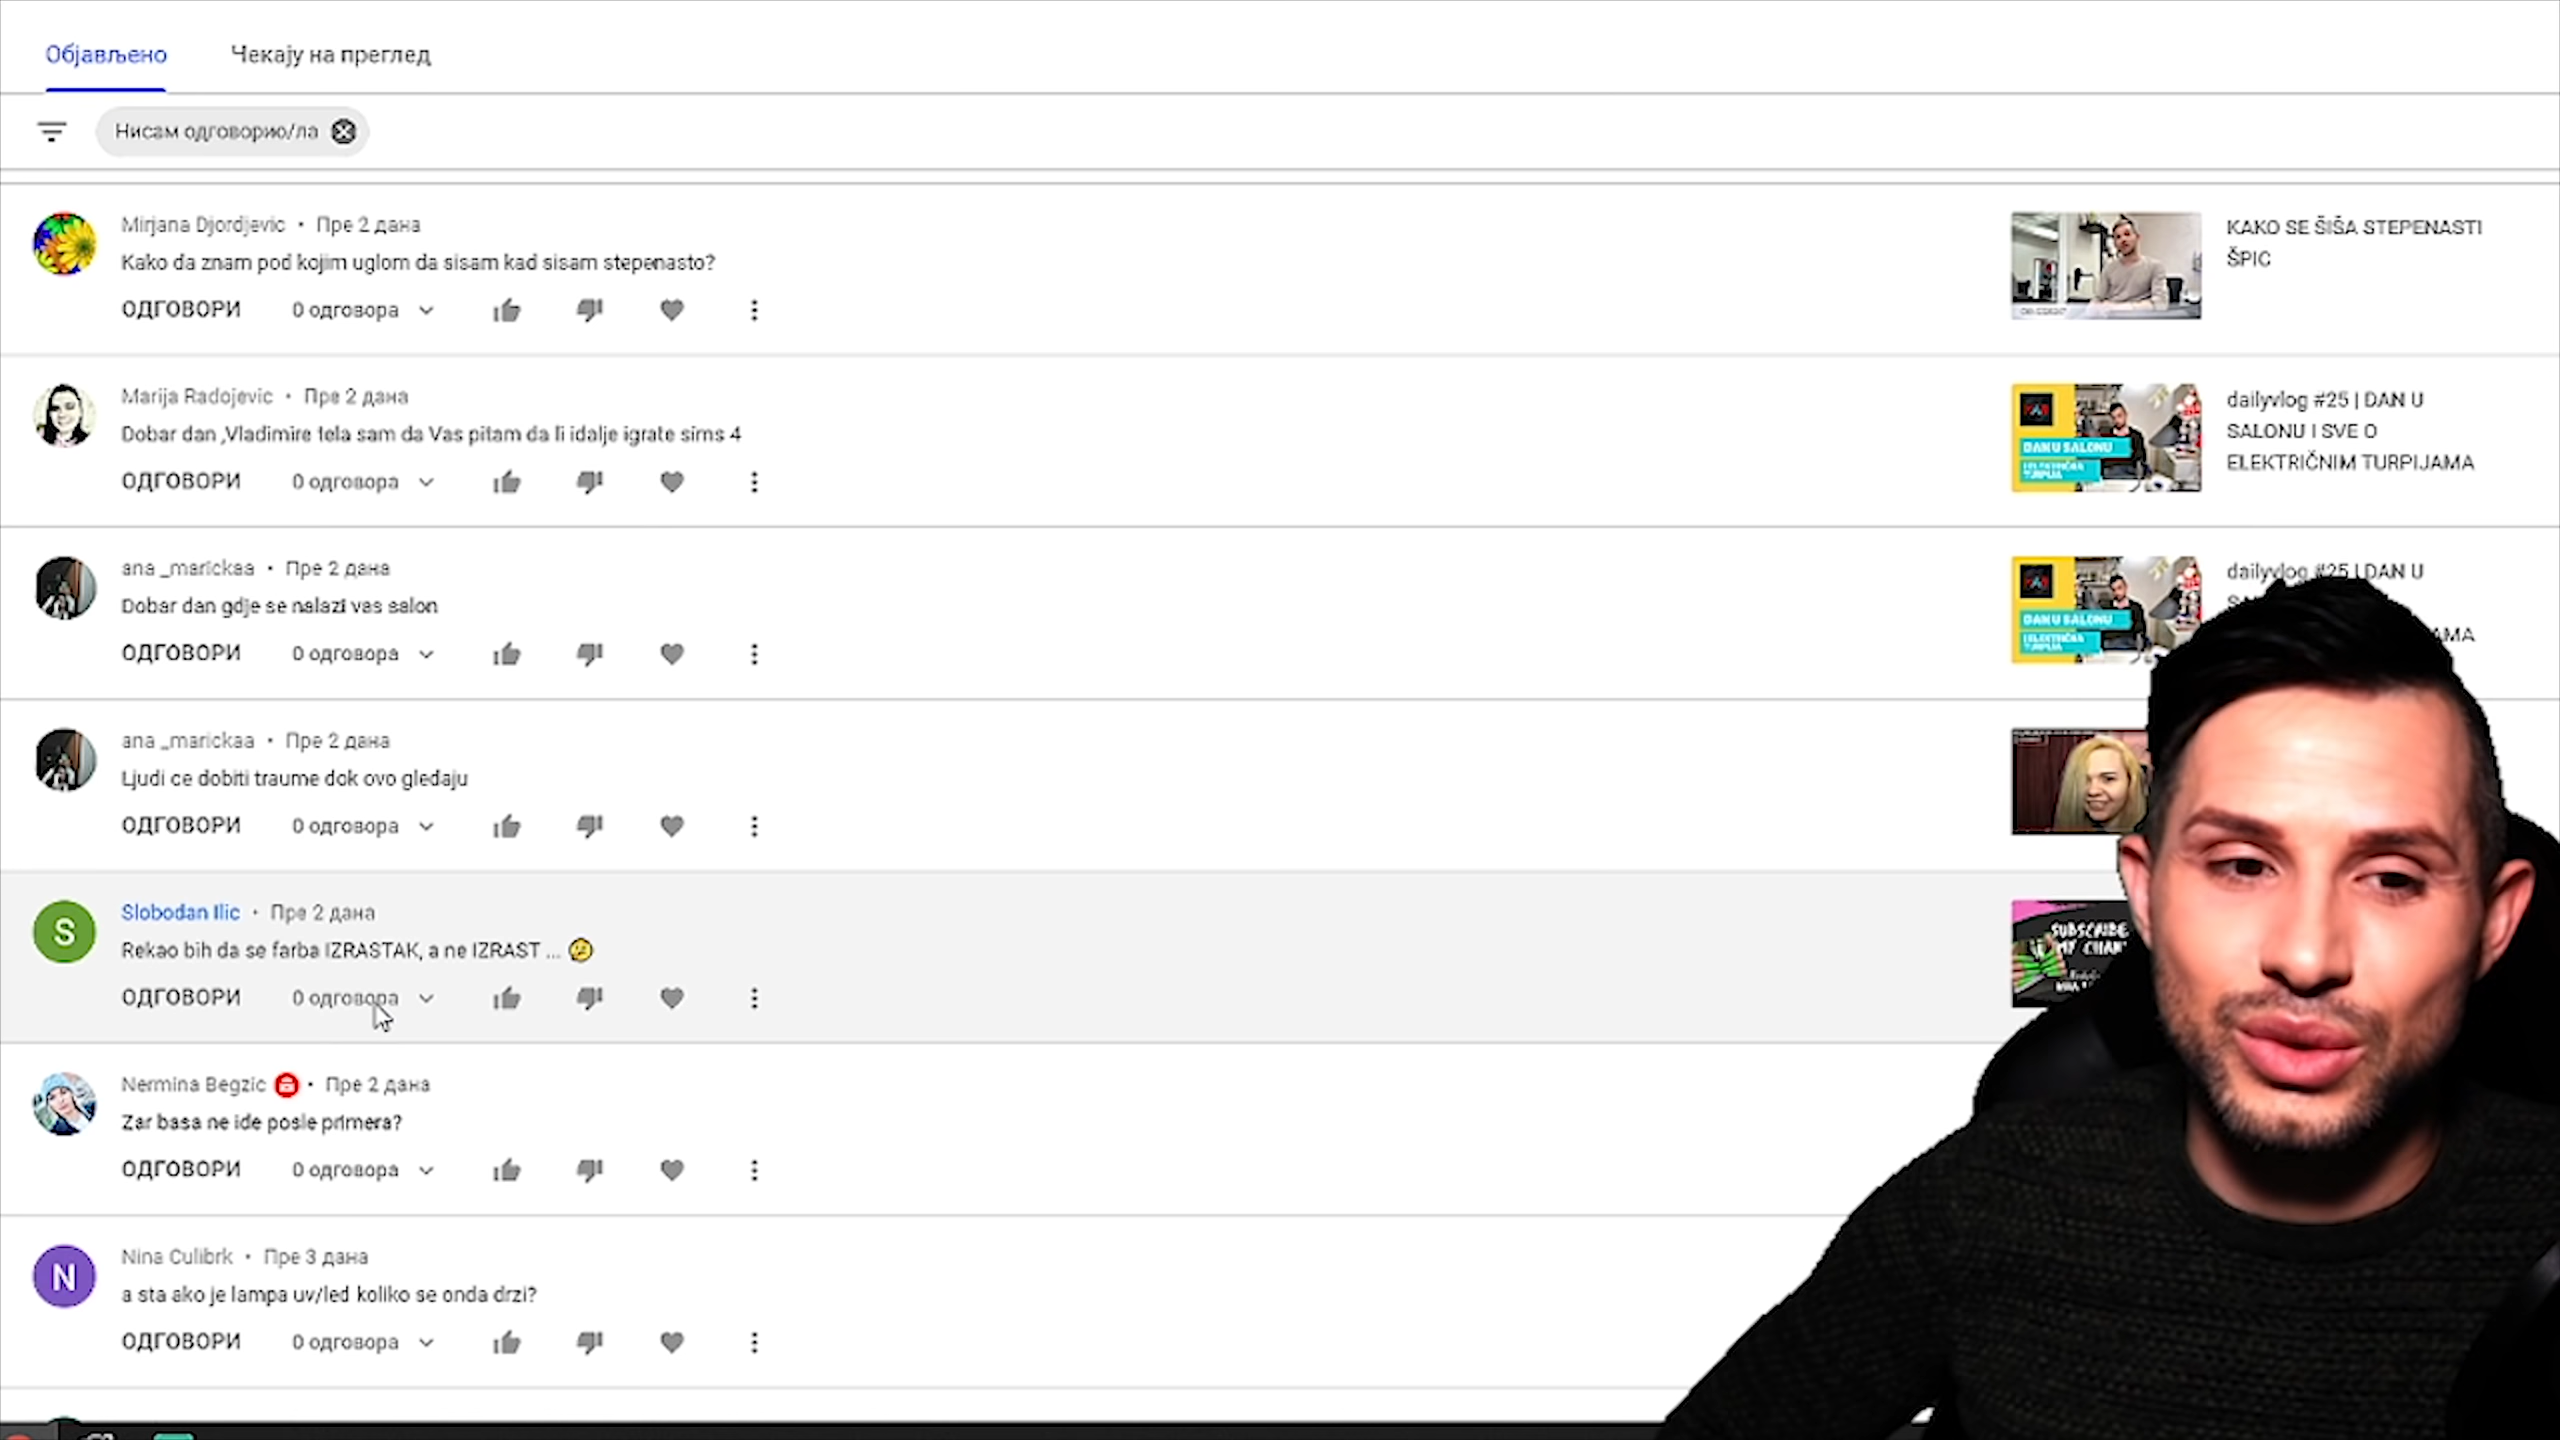 Објављено
Чекају на преглед
Нисам одговорио/ла
Mirjana Djordjevic • Пре 2 дана
Kako da znam pod kojim uglom da sisam kad sisam stepenasto?
ОДГОВОРИ 0 одговора
KAKO SE ŠIŠA STEPENASTI
ŠPIC
Marija Radojevic • Пре 2 дана
Dobar dan ,Vladimire tela sam da Vas pitam da li idalje igrate sims 4
ОДГОВОРИ 0 одговора
DAN U SALONU
dailyvlog #25 | DAN U
SALONU I SVE O
ELEKTRIČNIM TURPIJAMA
ana _marickaa • Пре 2 дана
Dobar dan gdje se nalazi vas salon
ОДГОВОРИ 0 одговора
DAN U SALONU
dailyvlog #25 | DAN U
AMA
ana _marickaa • Пре 2 дана
Ljudi ce dobiti traume dok ovo gledaju
ОДГОВОРИ 0 одговора
S
Slobodan Ilic • Пре 2 дана
Rekao bih da se farba IZRASTAK, a ne IZRAST ...
ОДГОВОРИ 0 одговора
SUBSCRIBE
MY CHAN
Nermina Begzic • Пре 2 дана
Zar basa ne ide posle primera?
ОДГОВОРИ 0 одговора
N
Nina Culibrk • Пре 3 дана
a sta ako je lampa uv/led koliko se onda drzi?
ОДГОВОРИ 0 одговора